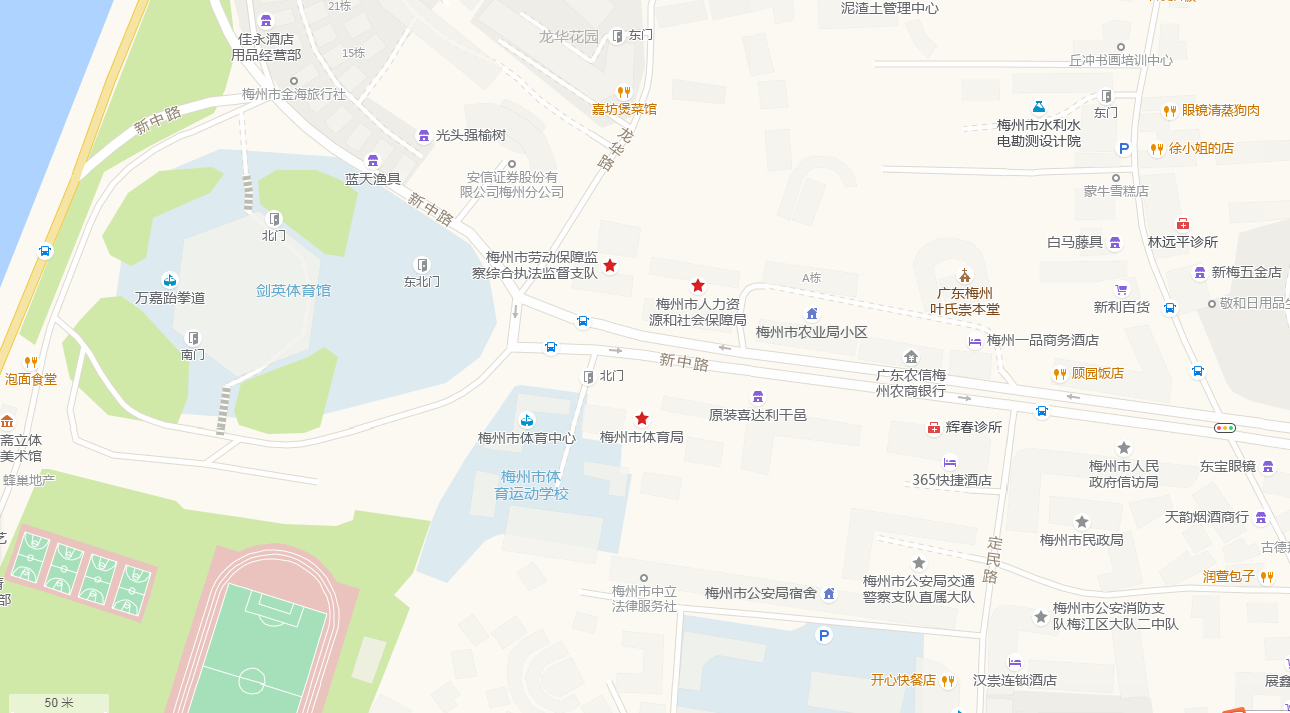 21栋
泥渣土管理中心
佳永酒店
用品经营部
15栋
龙华花园
东门
丘冲书画培训中心
梅州市金海旅行社
嘉坊煲菜馆
新中路
光头强榆树
龙华路
梅州市水利水
电勘测设计院
东门
眼镜清蒸狗肉
P
徐小姐的店
蓝天渔具
安信证券股份有
限公司梅州分公司
蒙牛雪糕店
新中路
北门
白马藤具
林远平诊所
梅州市劳动保障监
察综合执法监督支队
东北门
万嘉跆拳道
剑英体育馆
A栋
新梅五金店
梅州市人力资
源和社会保障局
广东梅州
叶氏崇本堂
新利百货
敬和日用品
梅州市农业局小区
梅州一品商务酒店
南门
新中路
泡面食堂
北门
广东农信梅
州农商银行
顾园饭店
原装喜达利干邑
斋立体
美术馆
梅州市体育中心
梅州市体育局
辉春诊所
梅州市人民
政府信访局
东宝眼镜
蜂巢地产
梅州市体
育运动学校
365快捷酒店
天韵烟酒商行
梅州市民政局
定民路
古德
梅州市中立
法律服务社
梅州市公安局宿舍
梅州市公安局交通
警察支队直属大队
润萱包子
部
梅州市公安消防支
队梅江区大队二中队
P
开心快餐店
汉崇连锁酒店
展鑫
50 米